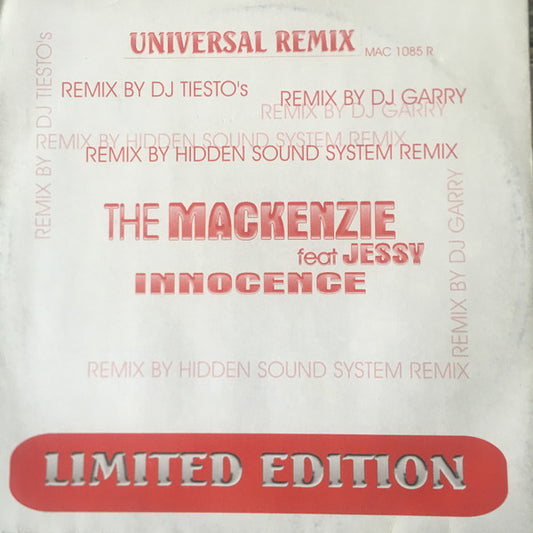 UNIVERSAL REMIX
MAC 1085 R
REMIX BY DJ TIESTO's
REMIX BY DJ TIESTO's
REMIX BY DJ GARRY
REMIX BY DJ GARRY
REMIX BY HIDDEN SOUND SYSTEM REMIX
REMIX BY HIDDEN SOUND SYSTEM REMIX
THE MACKENZIE
feat JESSY
INNOCENCE
REMIX BY DJ GARRY
REMIX BY HIDDEN SOUND SYSTEM REMIX
LIMITED EDITION